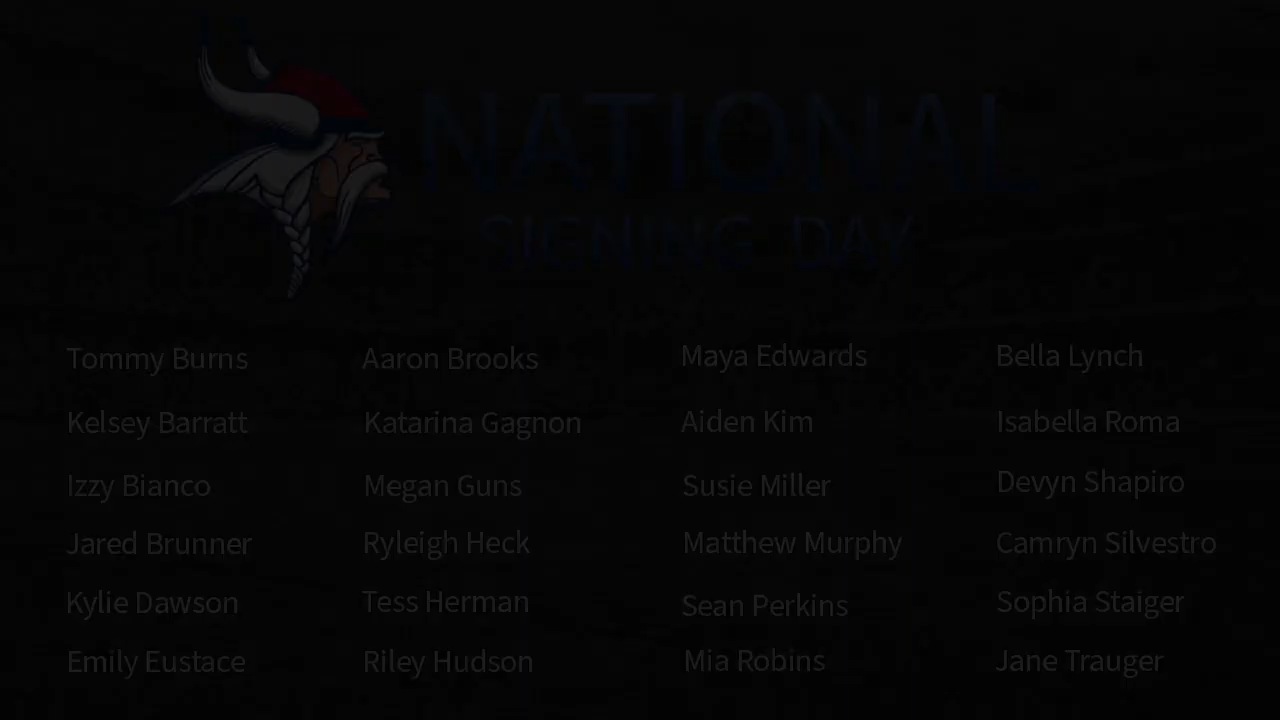 NATIONAL
SIGNING DAY
Tommy Burns
Kelsey Barratt
Izzy Bianco
Jared Brunner
Kylie Dawson
Emily Eustace
Aaron Brooks
Katarina Gagnon
Megan Guns
Ryleigh Heck
Tess Herman
Riley Hudson
Maya Edwards
Aiden Kim
Susie Miller
Matthew Murphy
Sean Perkins
Mia Robins
Bella Lynch
Isabella Roma
Devyn Shapiro
Camryn Silvestro
Sophia Staiger
Jane Trauger